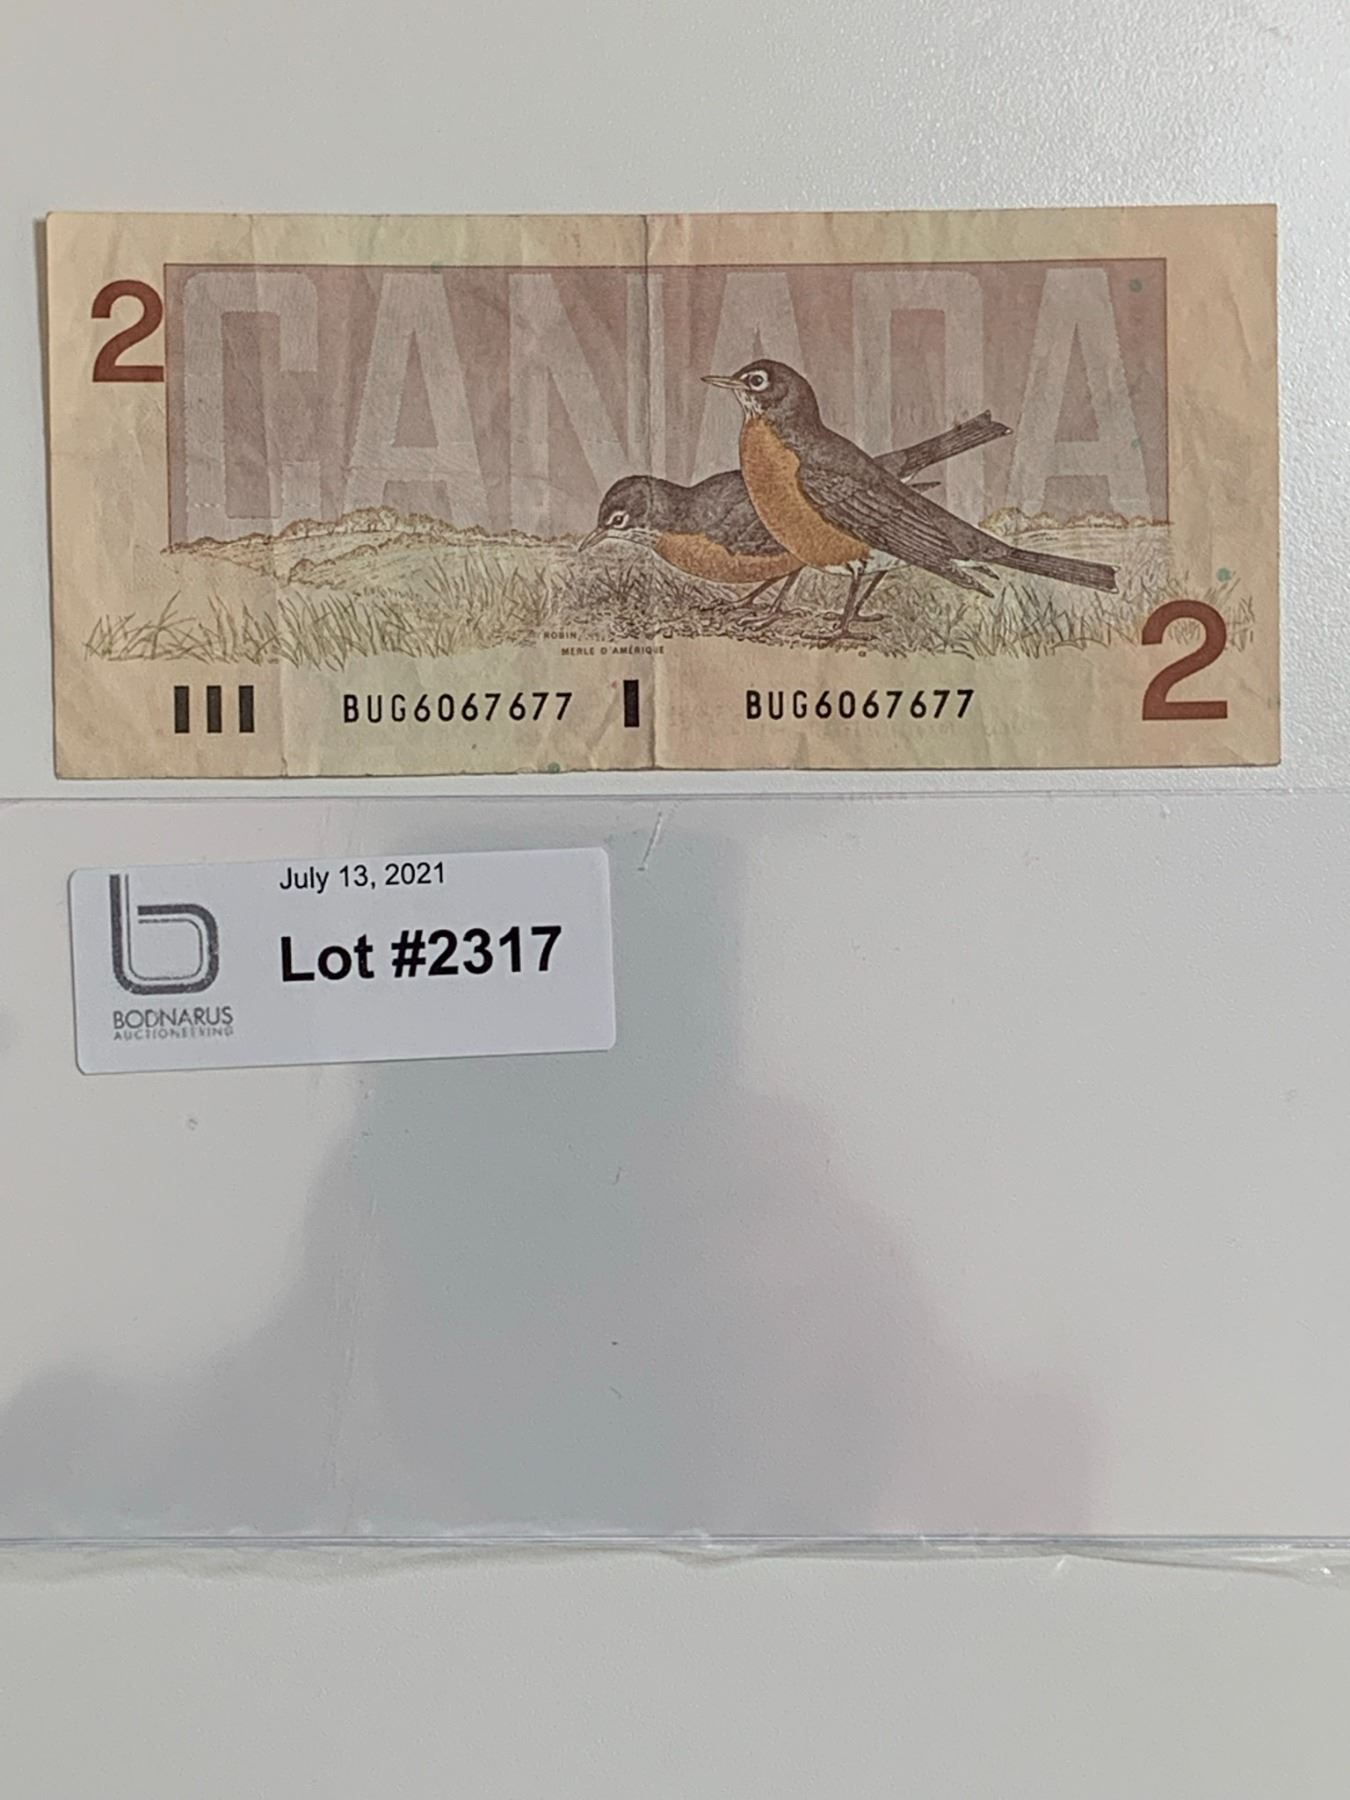 2
CANADA
ROBIN,
MERLE D'AMÉRIQUE
BUG6067677
BUG6067677
2
July 13, 2021
Lot #2317
BODNARUS
AUCTIONEERING